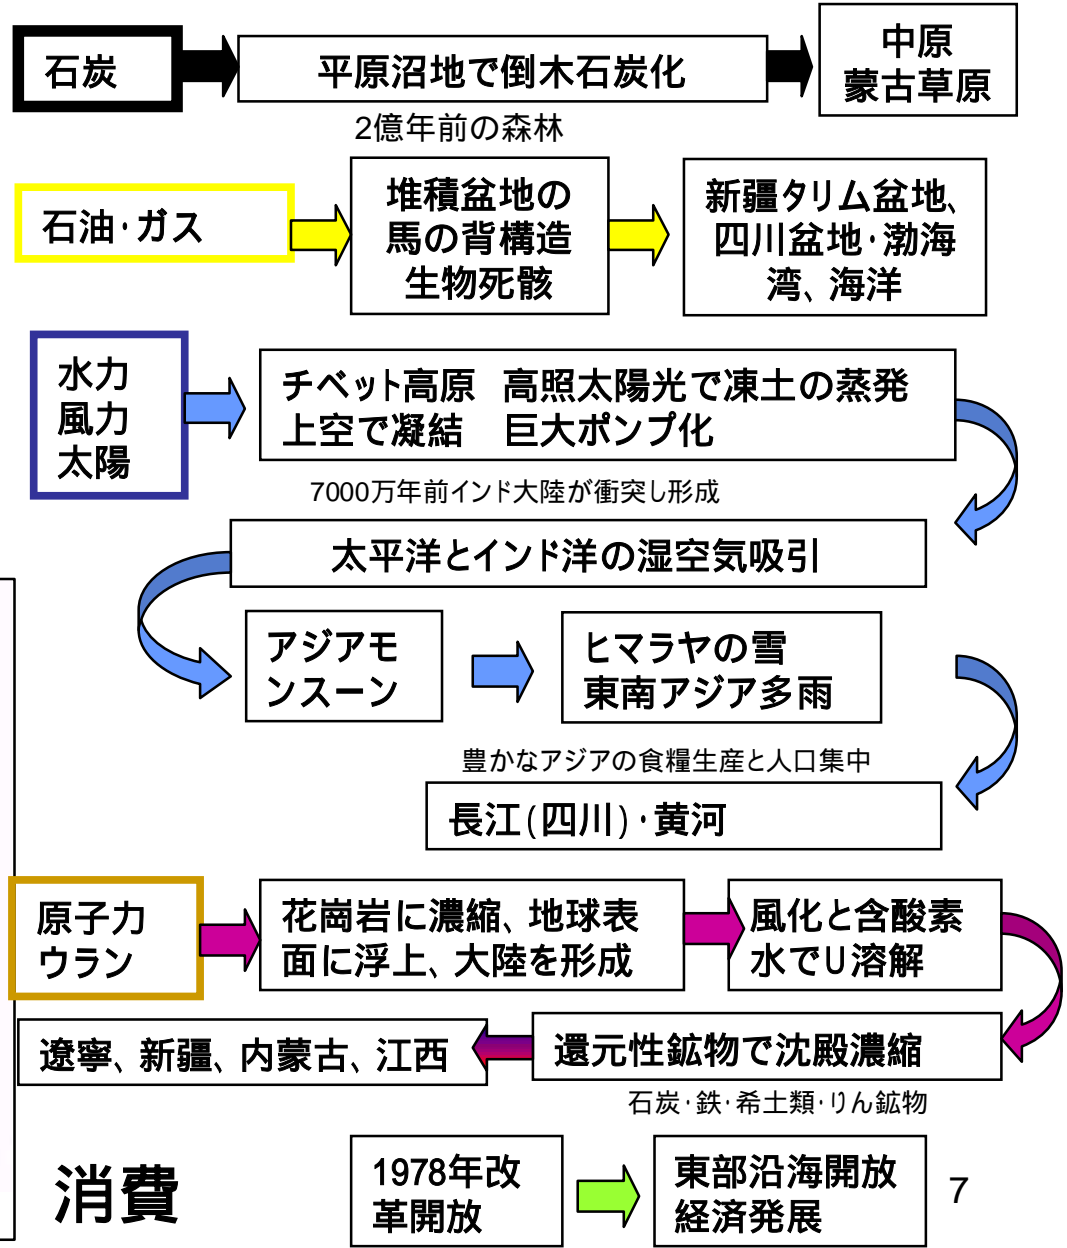 石炭
平原沼地で倒木石炭化
中原
蒙古草原
2億年前の森林
石油・ガス
堆積盆地の
馬の背構造
生物死骸
新疆タリム盆地、
四川盆地・渤海
湾、海洋
水力
風力
太陽
チベット高原 高照太陽光で凍土の蒸発
上空で凝結 巨大ポンプ化
7000万年前インド大陸が衝突し形成
太平洋とインド洋の湿空気吸引
アジアモ
ンスーン
ヒマラヤの雪
東南アジア多雨
豊かなアジアの食糧生産と人口集中
長江(四川)・黄河
原子力
ウラン
花崗岩に濃縮、地球表
面に浮上、大陸を形成
風化と含酸素
水でU溶解
還元性鉱物で沈殿濃縮
遼寧、新疆、内蒙古、江西
石炭・鉄・希土類・りん鉱物
消費
1978年改
革開放
東部沿海開放
経済発展
7